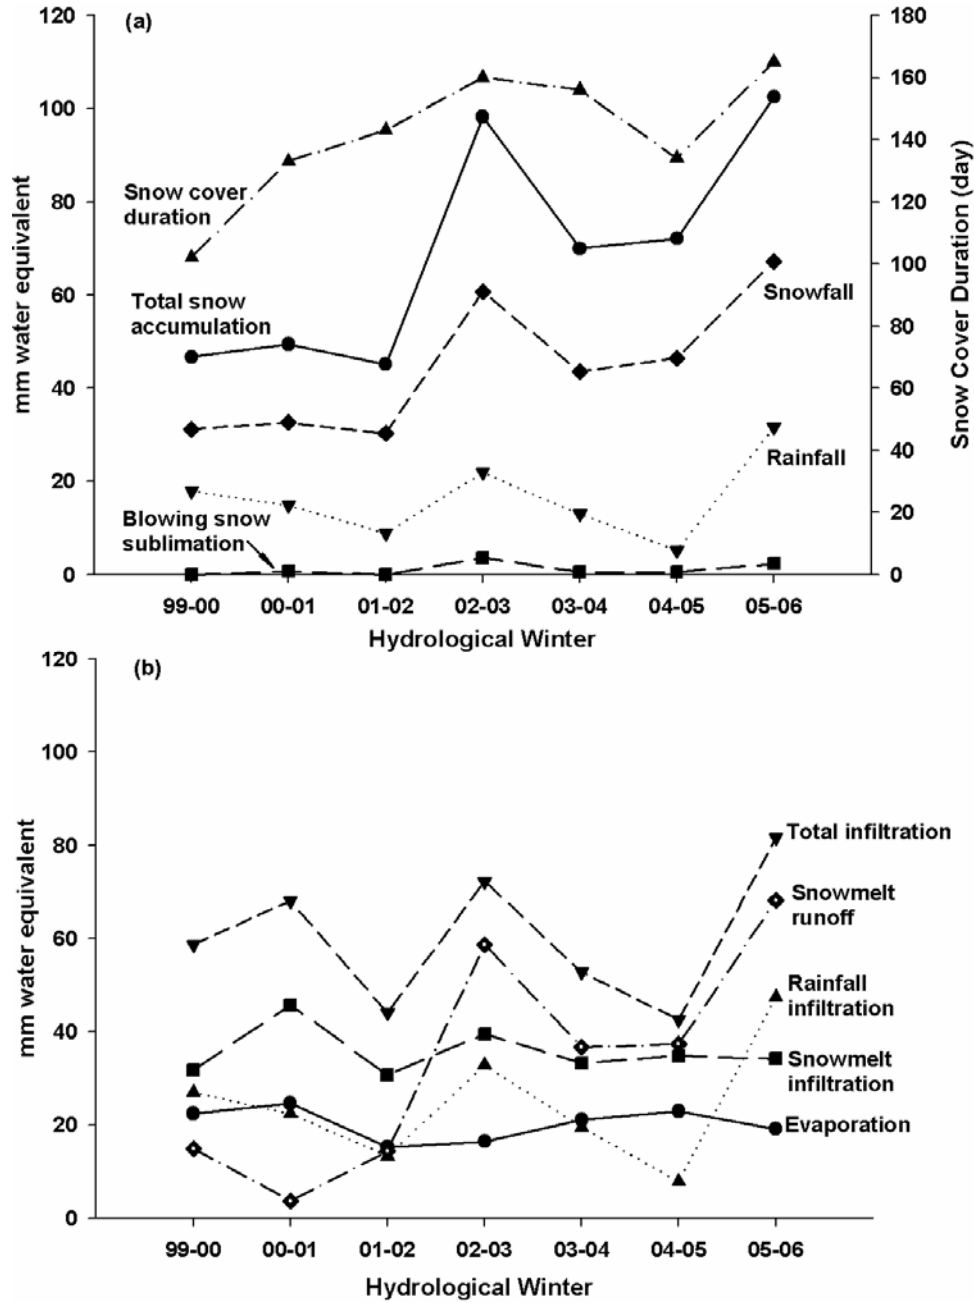 (a)
120
100
80
60
40
20
0
mm water equivalent
180
160
140
120
100
80
60
40
20
0
Snow Cover Duration (day)
Snow cover
duration
Total snow
accumulation
Snowfall
Rainfall
Blowing snow
sublimation
99-00 00-01 01-02 02-03 03-04 04-05 05-06
Hydrological Winter
(b)
120
100
80
60
40
20
0
mm water equivalent
Total infiltration
Snowmelt
runoff
Rainfall
infiltration
Snowmelt
infiltration
Evaporation
99-00 00-01 01-02 02-03 03-04 04-05 05-06
Hydrological Winter